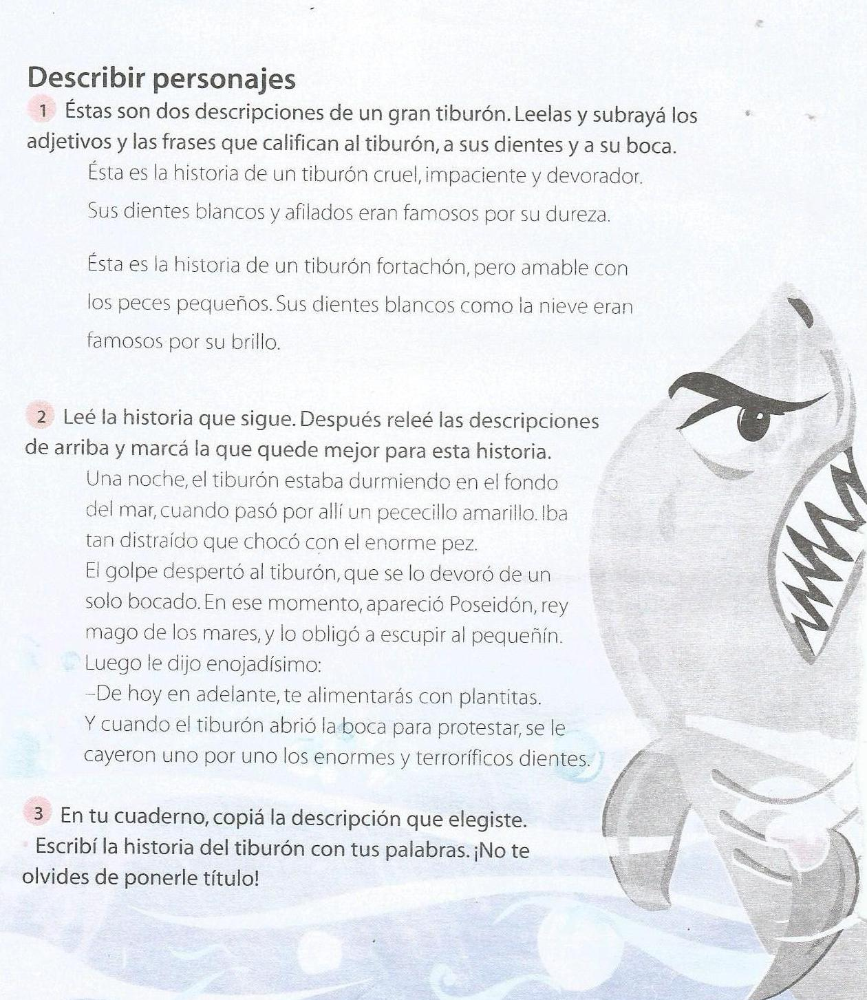 Describir personajes
1 Éstas son dos descripciones de un gran tiburón. Leelas y subrayá los
adjetivos y las frases que califican al tiburón, a sus dientes y a su boca.
Ésta es la historia de un tiburón cruel, impaciente y devorador.
Sus dientes blancos y afilados eran famosos por su dureza.
Ésta es la historia de un tiburón fortachón, pero amable con
los peces pequeños. Sus dientes blancos como la nieve eran
famosos por su brillo.
2 Leé la historia que sigue. Después releé las descripciones
de arriba y marcá la que quede mejor para esta historia.
Una noche, el tiburón estaba durmiendo en el fondo
del mar, cuando pasó por allí un pececillo amarillo. Iba
tan distraído que chocó con el enorme pez.
El golpe despertó al tiburón, que se lo devoró de un
solo bocado. En ese momento, apareció Poseidón, rey
mago de los mares, y lo obligó a escupir al pequeñín.
Luego le dijo enojadísimo:
–De hoy en adelante, te alimentarás con plantitas.
Y cuando el tiburón abrió la boca para protestar, se le
cayeron uno por uno los enormes y terroríficos dientes.
3 En tu cuaderno, copiá la descripción que elegiste.
Escribí la historia del tiburón con tus palabras. ¡No te
olvides de ponerle título!